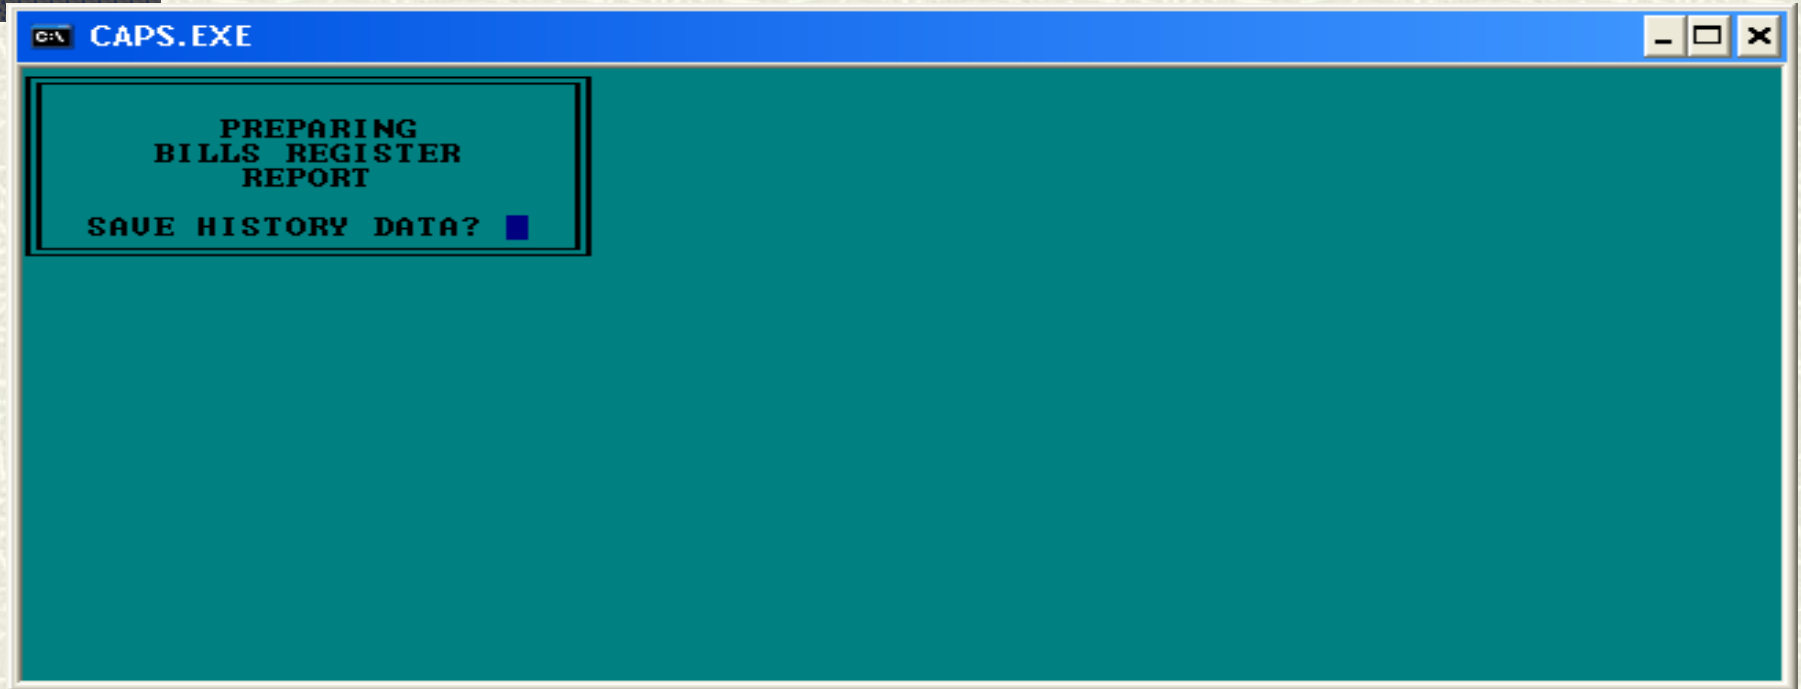 C:\ CAPS.EXE
PREPARING
BILLS REGISTER
REPORT
SAVE HISTORY DATA?